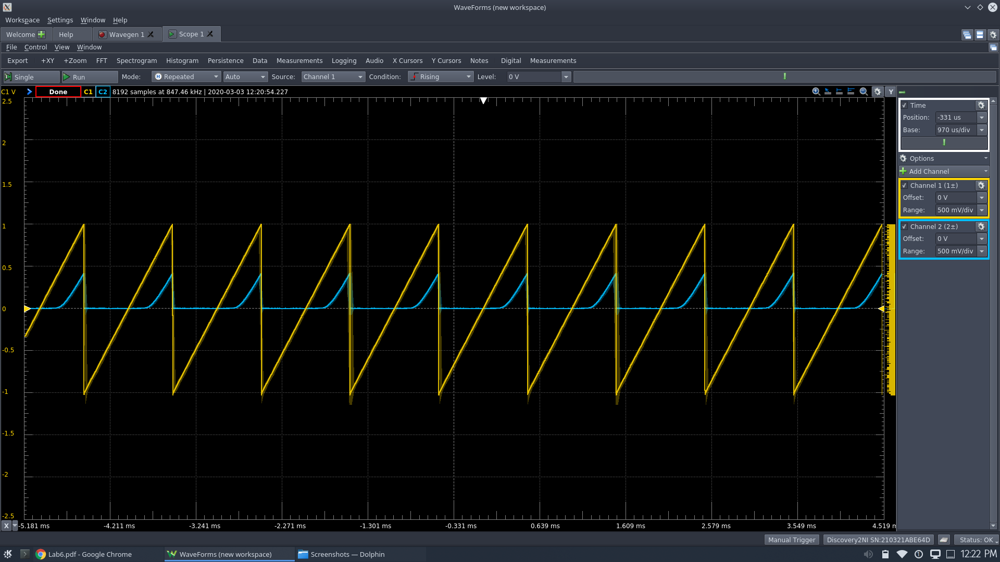 WaveForms (new workspace)
Workspace Settings Window Help
Welcome Help Wavegen 1 Scope 1
File Control View Window
Export +XY +Zoom FFT Spectrogram Histogram Persistence Data Measurements Logging Audio X Cursors Y Cursors Notes Digital Measurements
Single Run Mode: Repeated Auto Source: Channel 1 Condition: Rising Level: 0 V
C1 V Done C1 C2 8192 samples at 847.46 kHz | 2020-03-03 12:20:54.227 Y
2.5
2
1.5
1
0.5
0
-0.5
-1
-1.5
-2
-2.5
X -5.181 ms -4.211 ms -3.241 ms -2.271 ms -1.301 ms -0.331 ms 0.639 ms 1.609 ms 2.579 ms 3.549 ms 4.519 m
Time
Position: -331 us
Base: 970 us/div
Options
Add Channel
Channel 1 (1±)
Offset: 0 V
Range: 500 mV/div
Channel 2 (2±)
Offset: 0 V
Range: 500 mV/div
Manual Trigger Discovery2NI SN:210321ABE64D Status: OK
Lab6.pdf - Google Chrome WaveForms (new workspace) Screenshots — Dolphin 12:22 PM